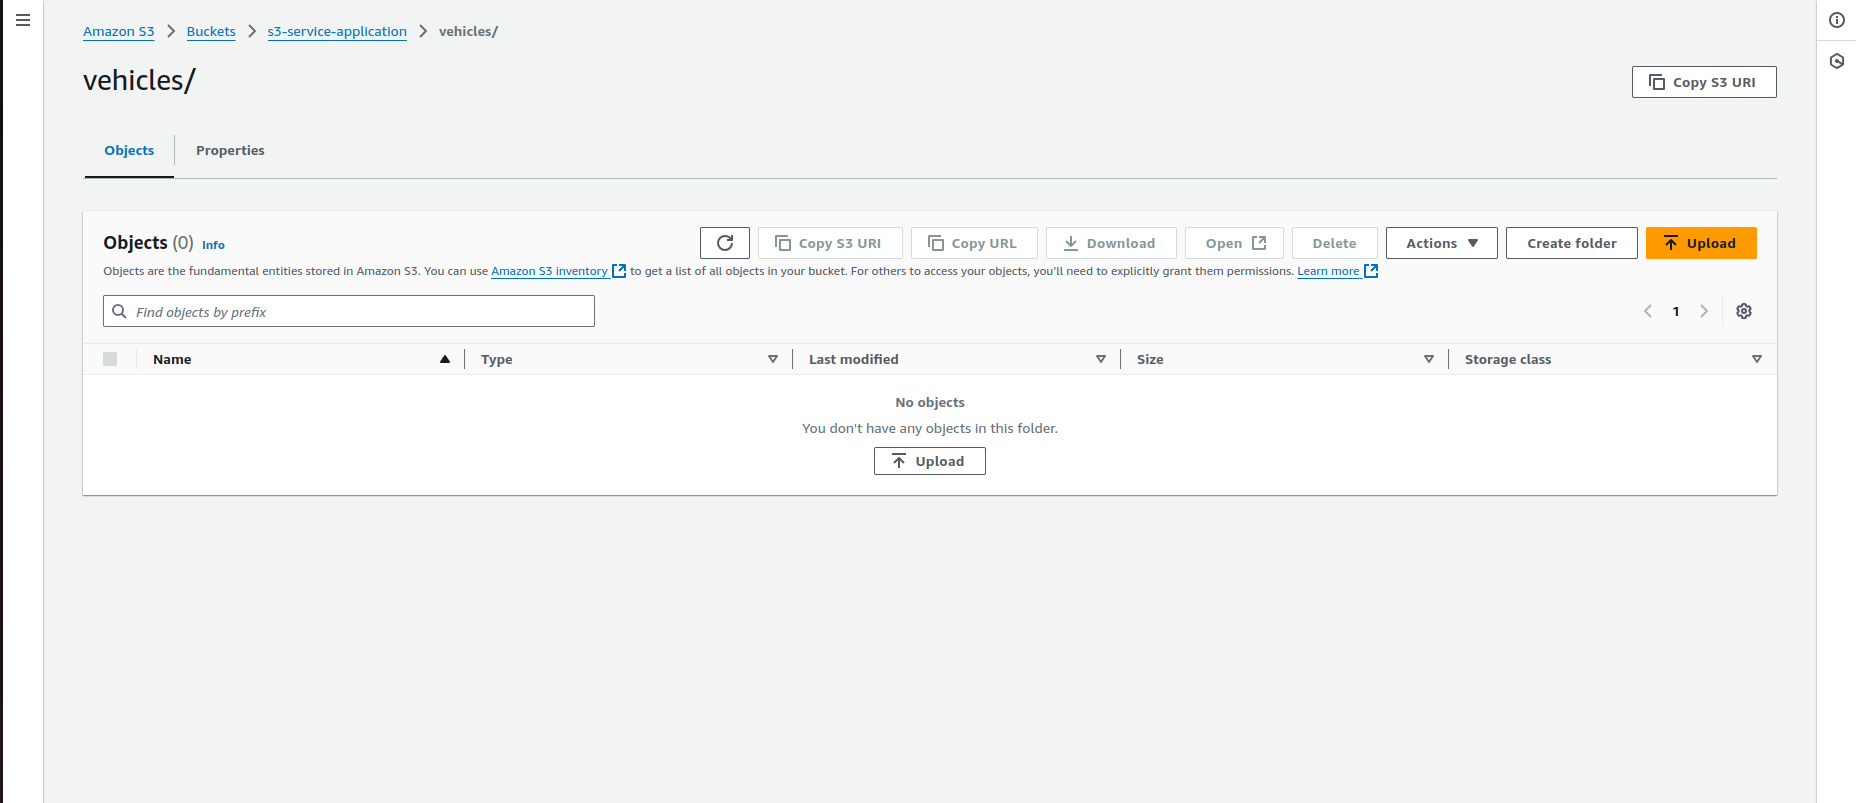 Amazon S3 > Buckets > s3-service-application > vehicles/
vehicles/
Copy S3 URI
Objects Properties
Objects (0) Info
Copy S3 URI Copy URL Download Open Delete Actions Create folder Upload
Objects are the fundamental entities stored in Amazon S3. You can use Amazon S3 inventory to get a list of all objects in your bucket. For others to access your objects, you'll need to explicitly grant them permissions. Learn more
Find objects by prefix
1
Name Type Last modified Size Storage class
No objects
You don't have any objects in this folder.
Upload